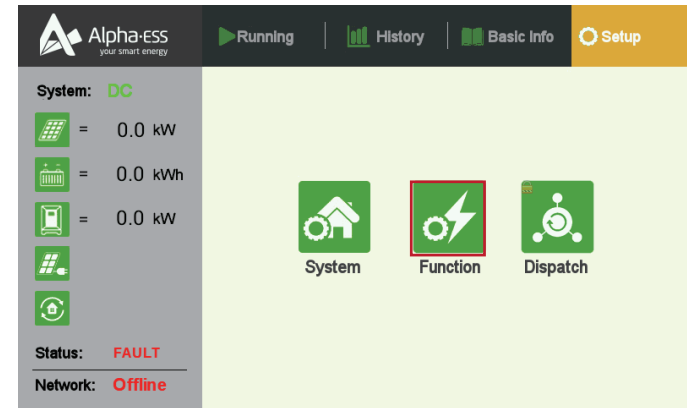 Alpha·ESS
your smart energy
Running
History
Basic Info
Setup
System: DC
= 0.0 kW
= 0.0 kWh
= 0.0 kW
System
Function
Dispatch
Status: FAULT
Network: Offline